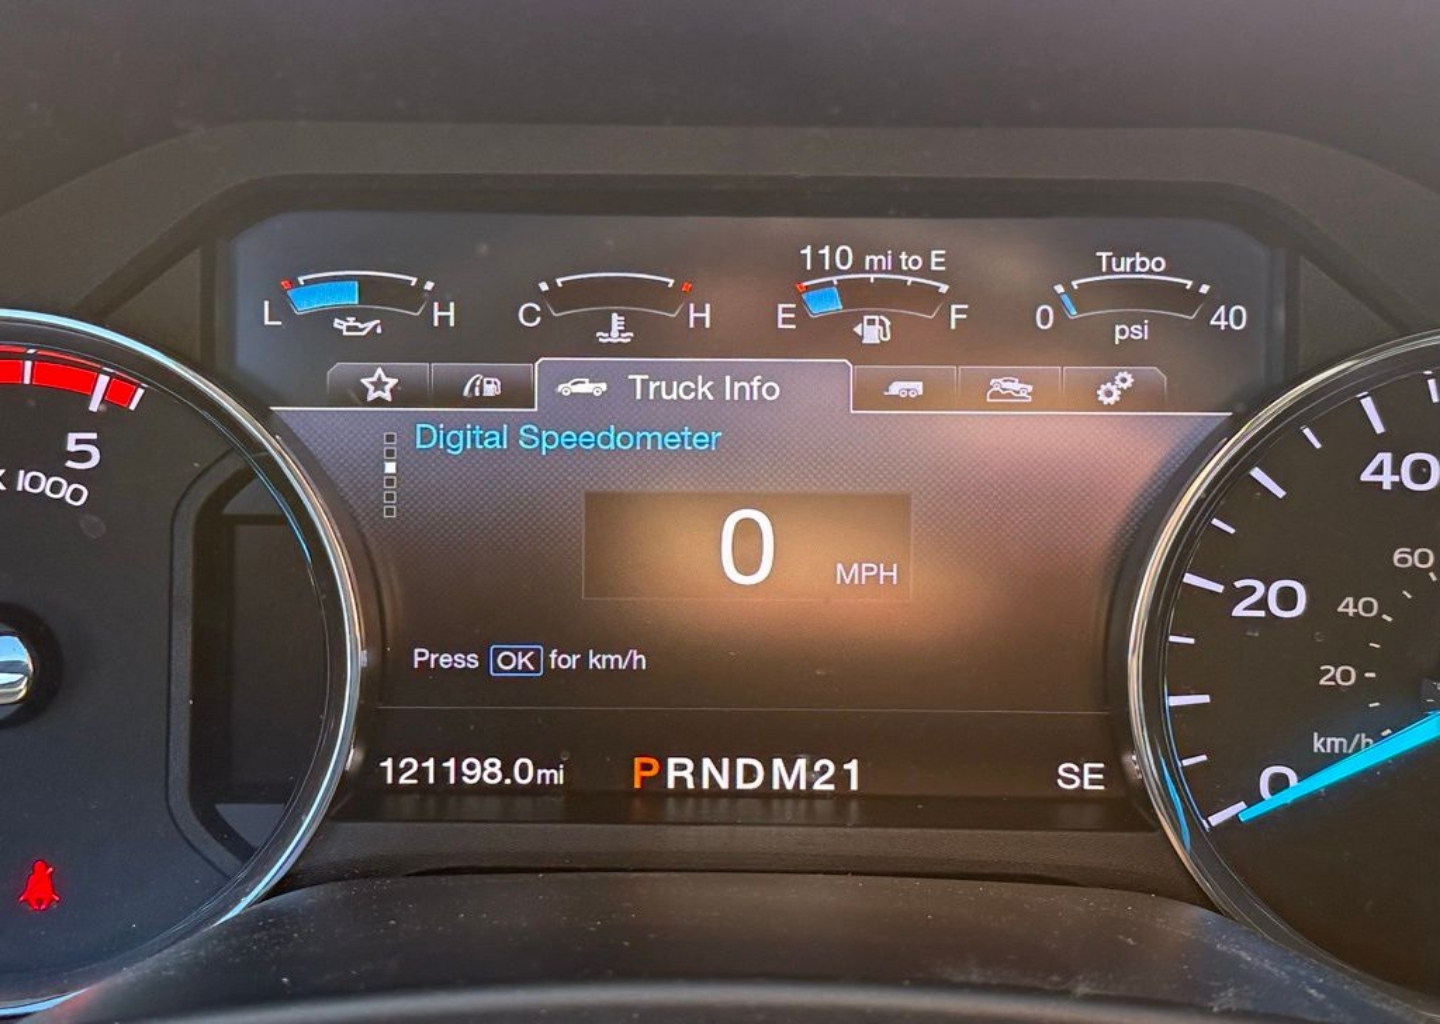 110 mi to E
Turbo
L H
C H
E F
0 40
psi
Truck Info
Digital Speedometer
0 MPH
Press OK for km/h
121198.0mi PRNDM21 SE
5
X 1000
40
20
0
60
40
20
km/h